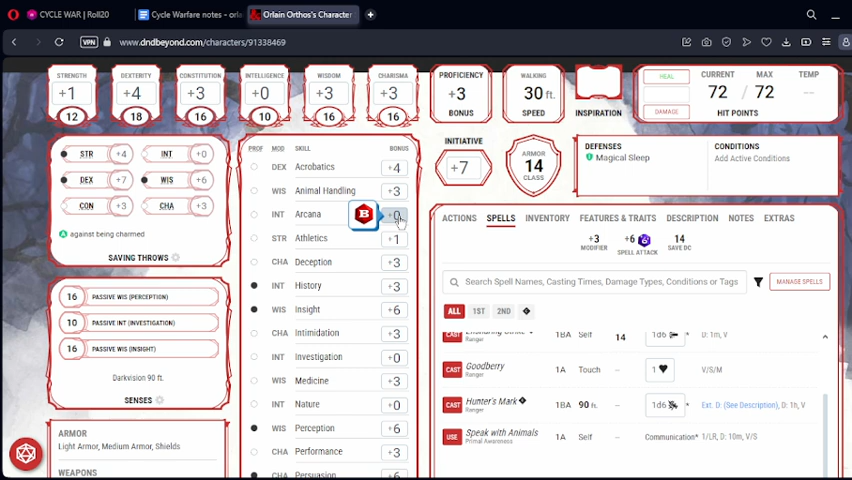 CYCLE WAR | Roll20
Cycle Warfare notes - orla
Orlain Orthos's Character
VPN
www.dndbeyond.com/characters/91338469
STRENGTH
+1
12
DEXTERITY
+4
18
CONSTITUTION
+3
16
INTELLIGENCE
+0
10
WISDOM
+3
16
CHARISMA
+3
16
PROFICIENCY
+3
BONUS
WALKING
30 ft.
SPEED
INSPIRATION
HEAL
DAMAGE
CURRENT
72
/
MAX
72
TEMP
--
HIT POINTS
STR +4
INT +0
DEX +7
WIS +6
CON +3
CHA +3
against being charmed
SAVING THROWS
16 PASSIVE WIS (PERCEPTION)
10 PASSIVE INT (INVESTIGATION)
16 PASSIVE WIS (INSIGHT)
Darkvision 90 ft.
SENSES
ARMOR
Light Armor, Medium Armor, Shields
WEAPONS
PROF MOD SKILL BONUS
DEX Acrobatics +4
WIS Animal Handling +3
INT Arcana +0
B
STR Athletics +1
CHA Deception +3
INT History +3
WIS Insight +6
CHA Intimidation +3
INT Investigation +0
WIS Medicine +3
INT Nature +0
WIS Perception +6
CHA Performance +3
CHA Persuasion +6
INITIATIVE
+7
ARMOR
14
CLASS
DEFENSES
Magical Sleep
CONDITIONS
Add Active Conditions
ACTIONS SPELLS INVENTORY FEATURES & TRAITS DESCRIPTION NOTES EXTRAS
+3
MODIFIER
+6
SPELL ATTACK
14
SAVE DC
Search Spell Names, Casting Times, Damage Types, Conditions or Tags
MANAGE SPELLS
ALL 1ST 2ND
CAST Ensnaring Strike 1BA Self 14 1d6 * D: 1m, V
Ranger
CAST Goodberry 1A Touch -- 1 V/S/M
Ranger
CAST Hunter's Mark 1BA 90 ft. -- 1d6 * Ext. D: (See Description), D: 1h, V
Ranger
USE Speak with Animals 1A Self -- Communication* 1/LR, D: 10m, V/S
Primal Awareness